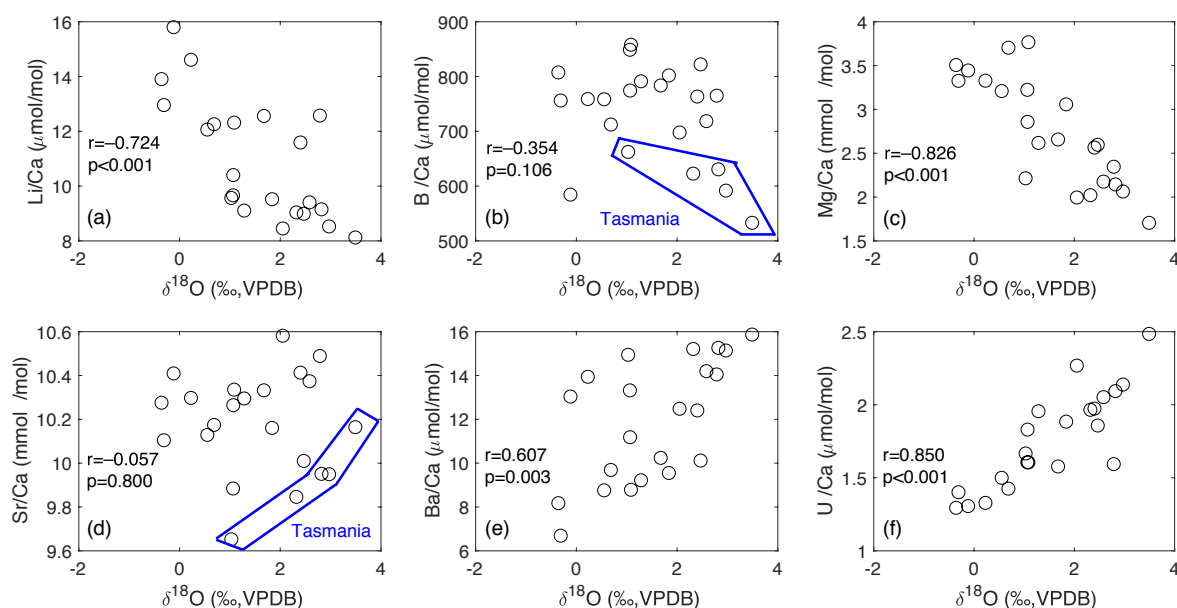 16
14
12
10
8
-2
0
2
4
Li/Ca (μmol/mol)
r=−0.724
p<0.001
(a)
δ18O (‰,VPDB)
900
800
700
600
500
-2
0
2
4
B /Ca (μmol/mol)
r=−0.354
p=0.106
(b)
Tasmania
δ18O (‰,VPDB)
4
3.5
3
2.5
2
1.5
-2
0
2
4
Mg/Ca (mmol /mol)
r=−0.826
p<0.001
(c)
δ18O (‰,VPDB)
10.6
10.4
10.2
10
9.8
9.6
-2
0
2
4
Sr/Ca (mmol /mol)
r=−0.057
p=0.800
(d)
Tasmania
δ18O (‰,VPDB)
16
14
12
10
8
6
-2
0
2
4
Ba/Ca (μmol/mol)
r=0.607
p=0.003
(e)
δ18O (‰,VPDB)
2.5
2
1.5
1
-2
0
2
4
U /Ca (μmol/mol)
r=0.850
p<0.001
(f)
δ18O (‰,VPDB)